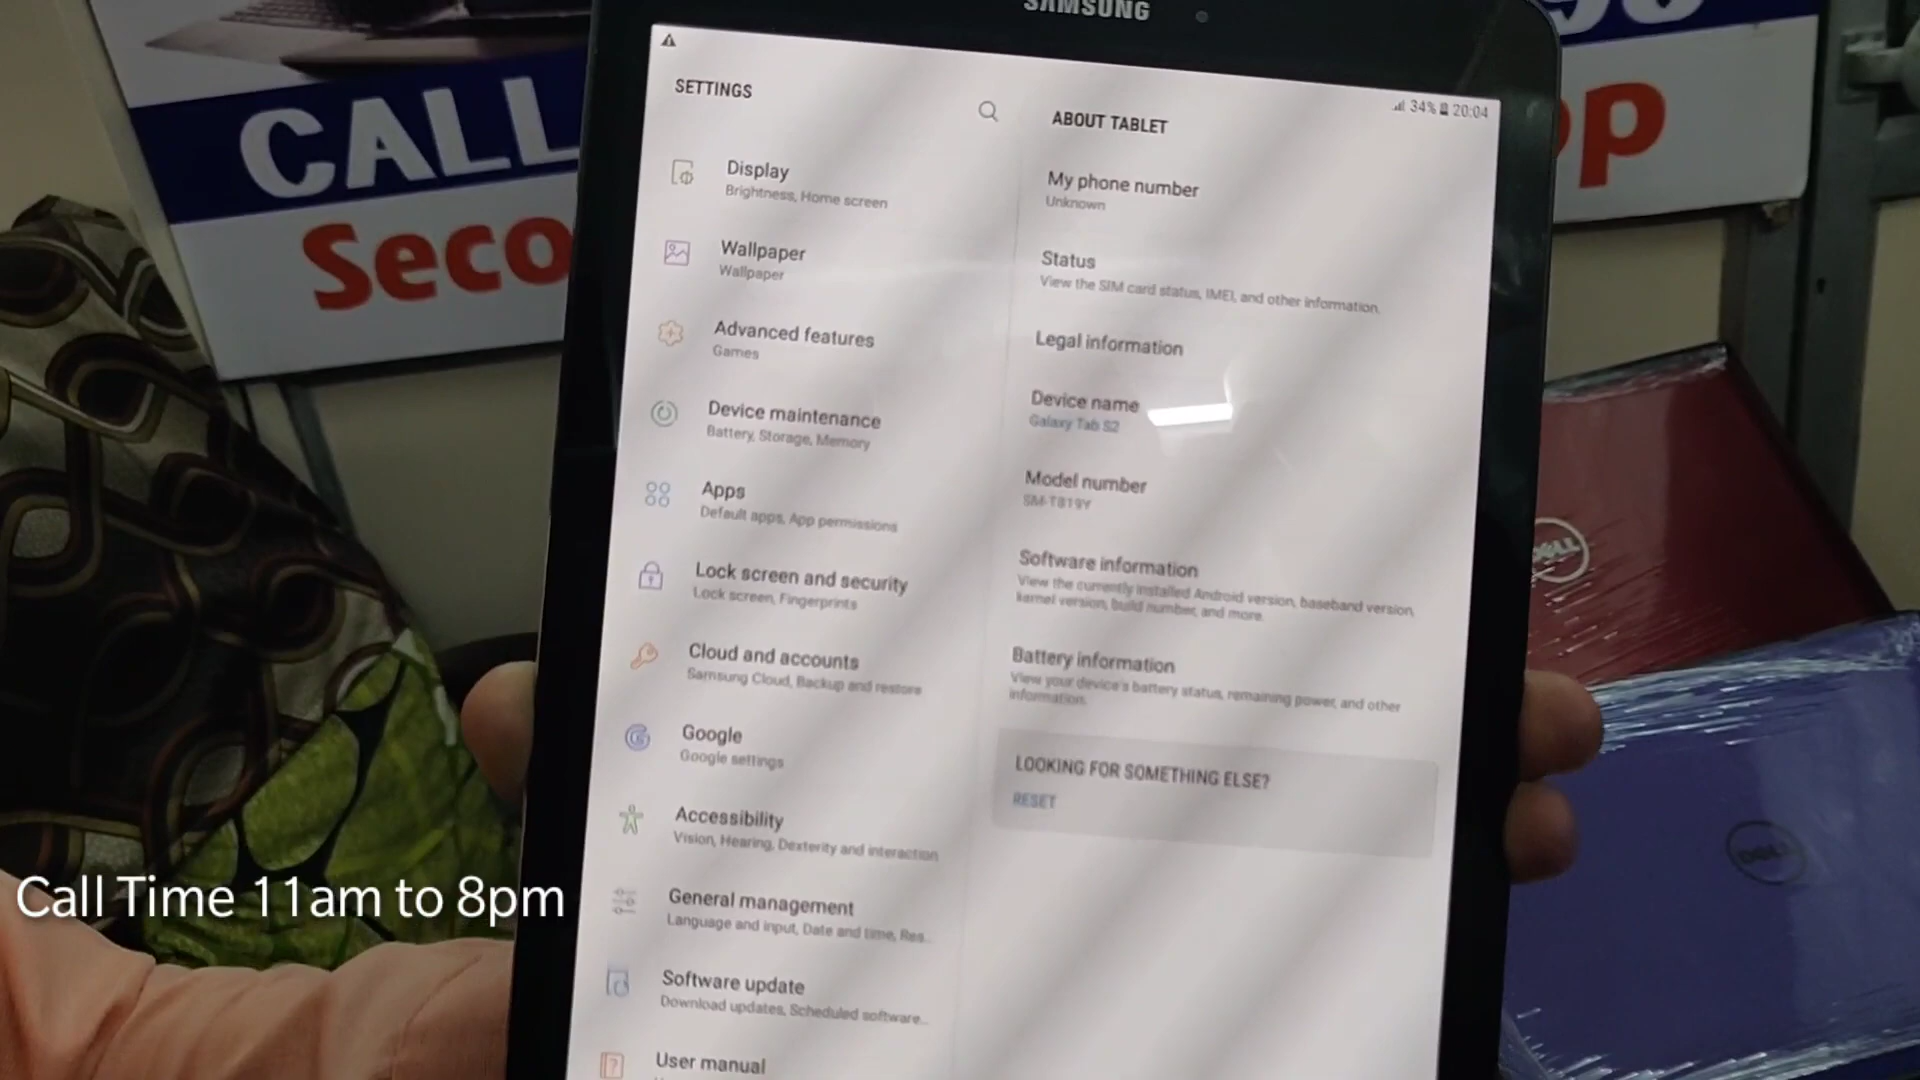 SAMSUNG
CALL
Seco
op
34% 20:04
SETTINGS
Display
Brightness, Home screen
Wallpaper
Wallpaper
Advanced features
Games
Device maintenance
Battery, Storage, Memory
Apps
Default apps, App permissions
Lock screen and security
Lock screen, Fingerprints
Cloud and accounts
Samsung Cloud, Backup and restore
Google
Google settings
Accessibility
Vision, Hearing, Dexterity and interaction
General management
Language and input, Date and time, Res...
Software update
Download updates, Scheduled software...
User manual
ABOUT TABLET
My phone number
Unknown
Status
View the SIM card status, IMEI, and other information.
Legal information
Device name
Galaxy Tab S2
Model number
SM-T819Y
Software information
View the currently installed Android version, baseband version,
kernel version, build number, and more.
Battery information
View your device's battery status, remaining power, and other
information.
LOOKING FOR SOMETHING ELSE?
RESET
DELL
DELL
Call Time 11am to 8pm